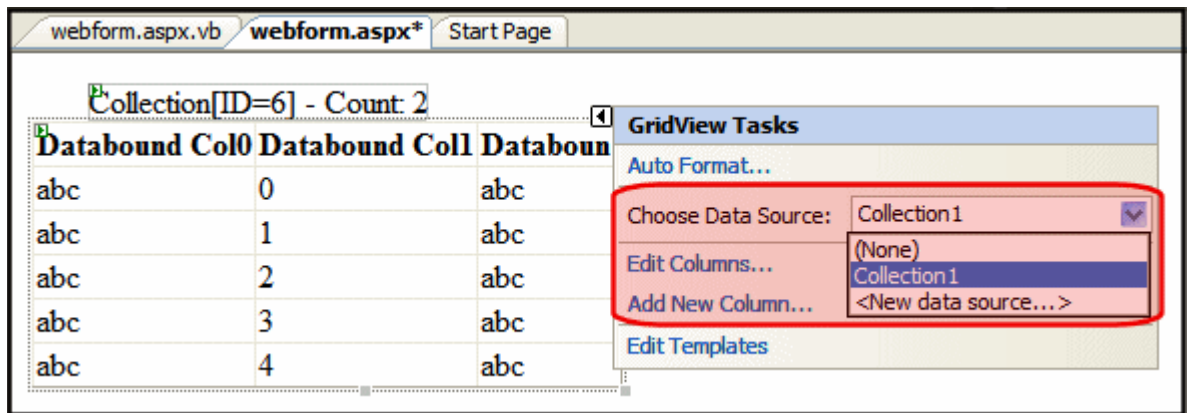 webform.aspx.vb webform.aspx* Start Page
Collection[ID=6] - Count: 2
Databound Col0 Databound Col1 Databoun
abc 0 abc
abc 1 abc
abc 2 abc
abc 3 abc
abc 4 abc
GridView Tasks
Auto Format...
Choose Data Source: Collection1
(None)
Collection1
<New data source...>
Edit Columns...
Add New Column...
Edit Templates